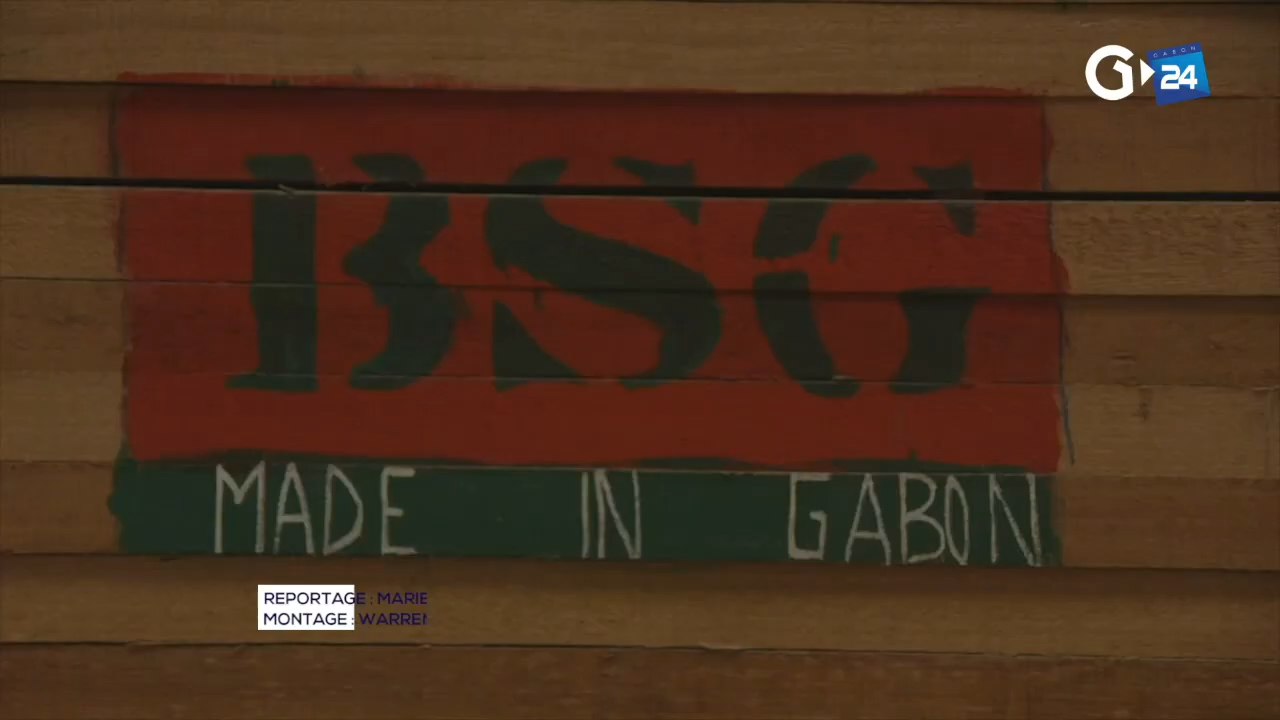 GABON
G 24
BSG
MADE IN GABON
REPORTAGE : MARIE
MONTAGE : WARREN